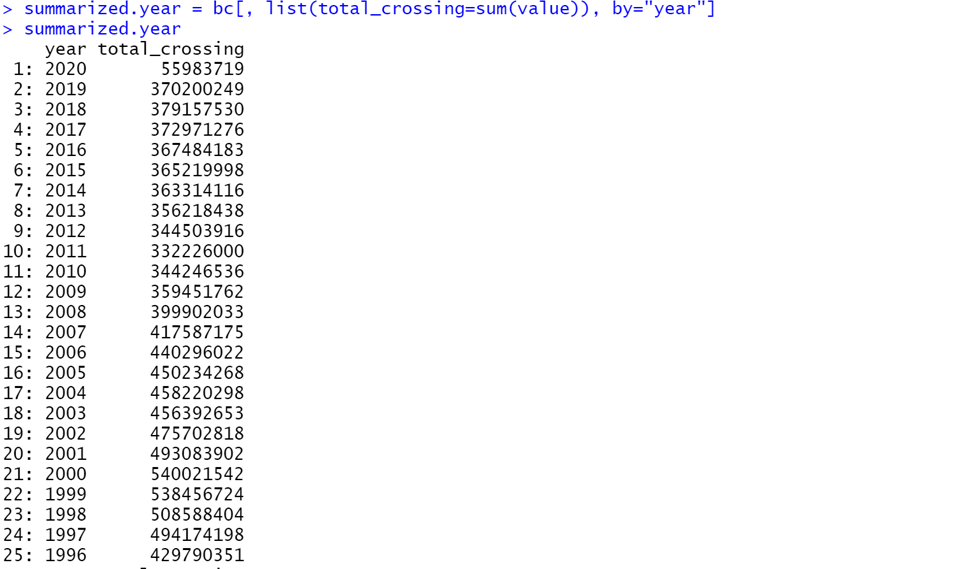 > summarized.year = bc[, list(total_crossing=sum(value)), by="year"]
> summarized.year
year total_crossing
1: 2020 55983719
2: 2019 370200249
3: 2018 379157530
4: 2017 372971276
5: 2016 367484183
6: 2015 365219998
7: 2014 363314116
8: 2013 356218438
9: 2012 344503916
10: 2011 332226000
11: 2010 344246536
12: 2009 359451762
13: 2008 399902033
14: 2007 417587175
15: 2006 440296022
16: 2005 450234268
17: 2004 458220298
18: 2003 456392653
19: 2002 475702818
20: 2001 493083902
21: 2000 540021542
22: 1999 538456724
23: 1998 508588404
24: 1997 494174198
25: 1996 429790351